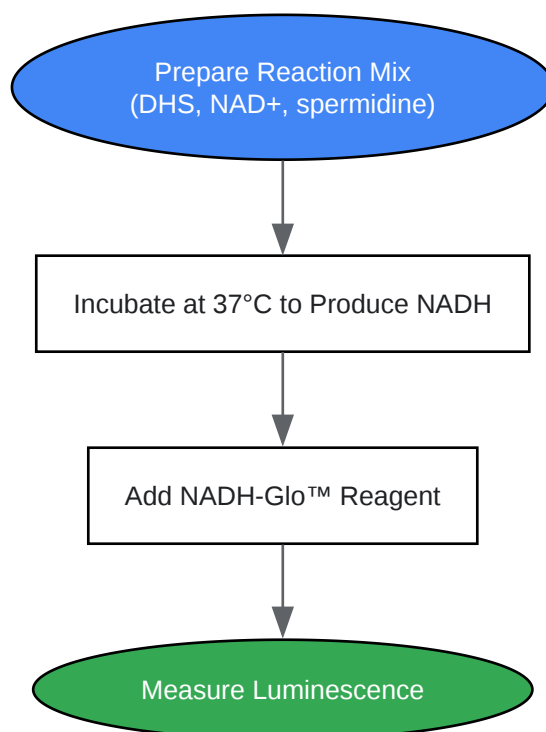 Prepare Reaction Mix
(DHS, NAD+, spermidine)
Incubate at 37°C to Produce NADH
Add NADH-Glo™ Reagent
Measure Luminescence